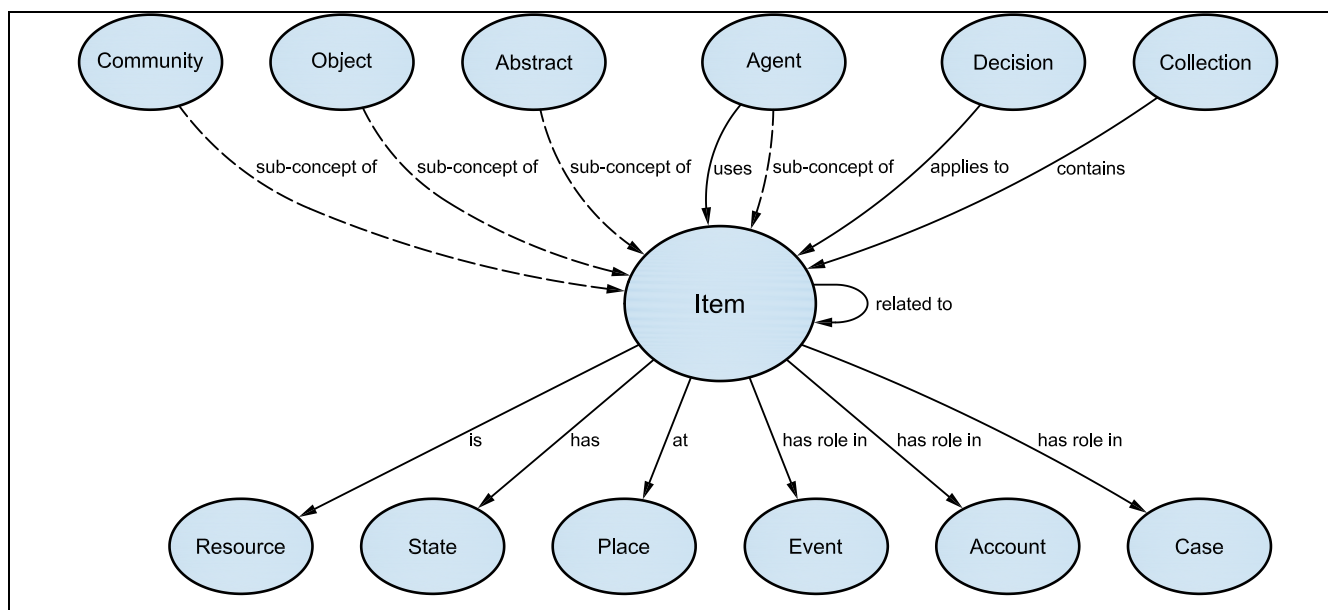 Community
Object
Abstract
Agent
Decision
Collection
sub-concept of
sub-concept of
sub-concept of
uses
sub-concept of
applies to
contains
Item
related to
is
has
at
has role in
has role in
has role in
Resource
State
Place
Event
Account
Case